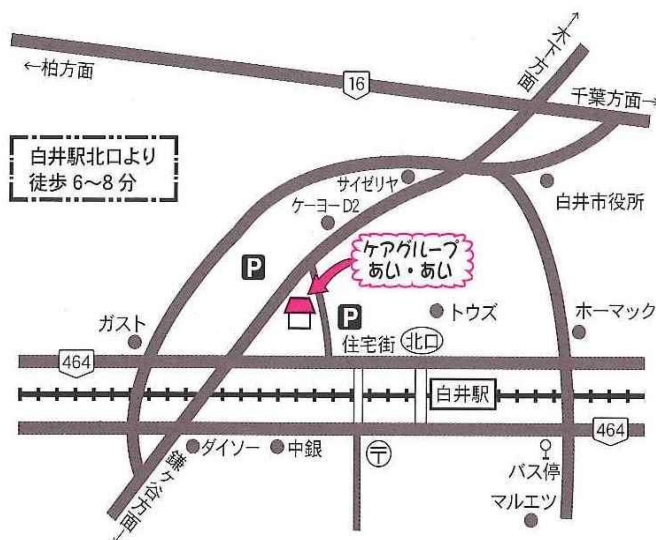 木下方面→
←柏方面
16
千葉方面→
白井駅北口より
徒歩 6〜8 分
サイゼリヤ
白井市役所
ケーヨーD2
P
ケアグループ
あい・あい
ガスト
P
トウズ
ホーマック
住宅街
北口
464
白井駅
464
ダイソー
中銀
〒
鎌ヶ谷方面→
バス停
マルエツ